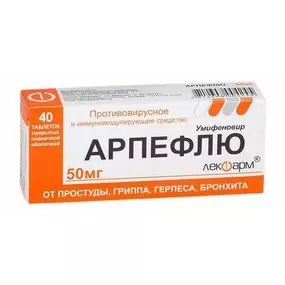 40
ТАБЛЕТОК
покрытых
пленочной
оболочкой
Противовирусное
и иммуномодулирующее средство
Умифеновир
АРПЕФЛЮ
50мг
лекфарм®
ОТ ПРОСТУДЫ, ГРИППА, ГЕРПЕСА, БРОНХИТА